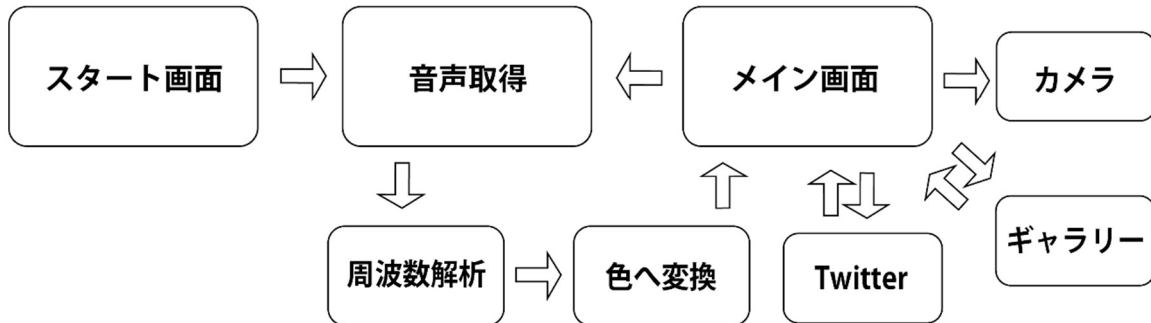 スタート画面
音声取得
メイン画面
カメラ
周波数解析
色へ変換
Twitter
ギャラリー